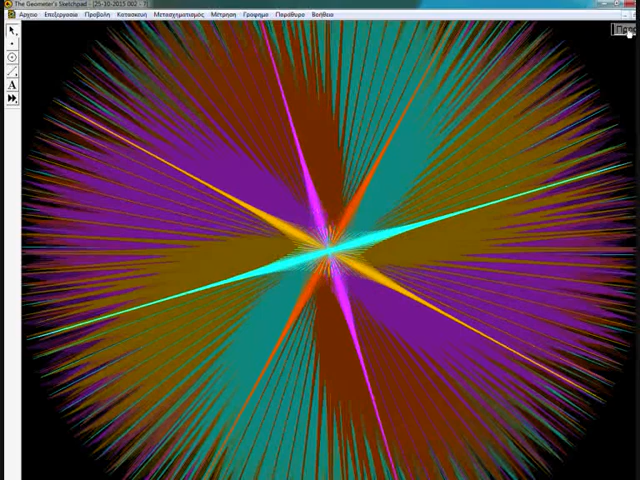 The Geometer's Sketchpad - [25-10-2015 002 - ?]
Αρχείο Επεξεργασία Προβολή Κατασκευή Μετασχηματισμός Μέτρηση Γράφημα Παράθυρο Βοήθεια
A